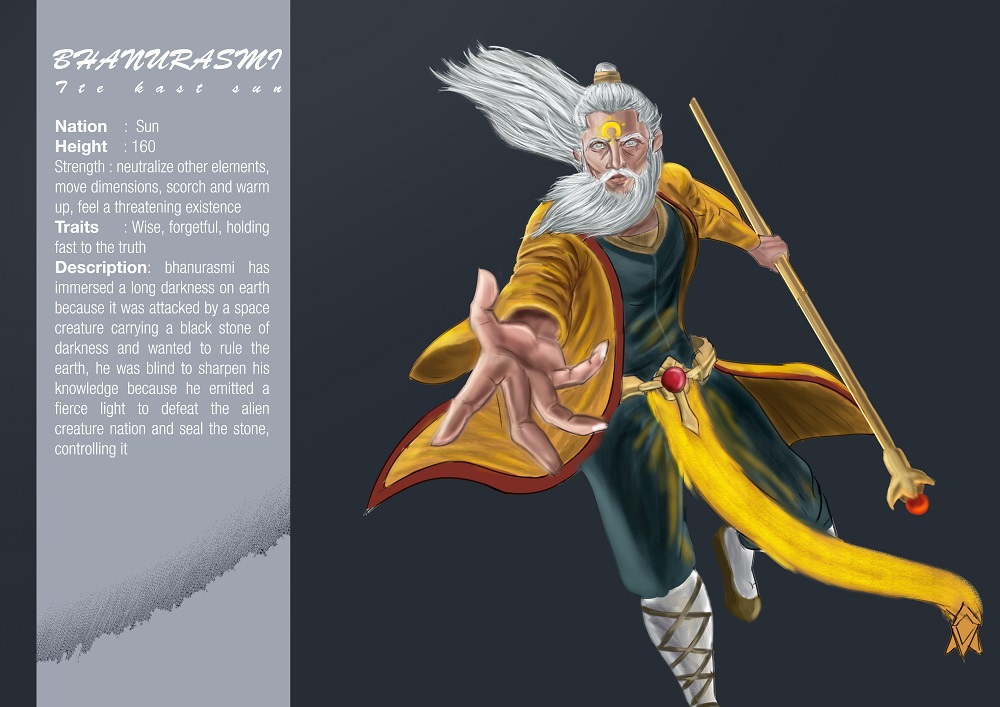 BHANURASMI
Tte kast sun
Nation : Sun
Height : 160
Strength : neutralize other elements,
move dimensions, scorch and warm
up, feel a threatening existence
Traits : Wise, forgetful, holding
fast to the truth
Description: bhanurasmi has
immersed a long darkness on earth
because it was attacked by a space
creature carrying a black stone of
darkness and wanted to rule the
earth, he was blind to sharpen his
knowledge because he emitted a
fierce light to defeat the alien
creature nation and seal the stone,
controlling it